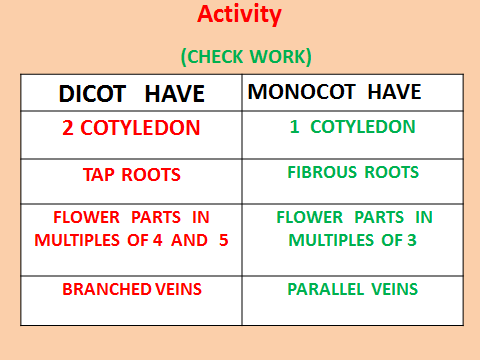 Activity
(CHECK WORK)
DICOT HAVE
MONOCOT HAVE
2 COTYLEDON
1 COTYLEDON
TAP ROOTS
FIBROUS ROOTS
FLOWER PARTS IN
MULTIPLES OF 4 AND 5
FLOWER PARTS IN
MULTIPLES OF 3
BRANCHED VEINS
PARALLEL VEINS